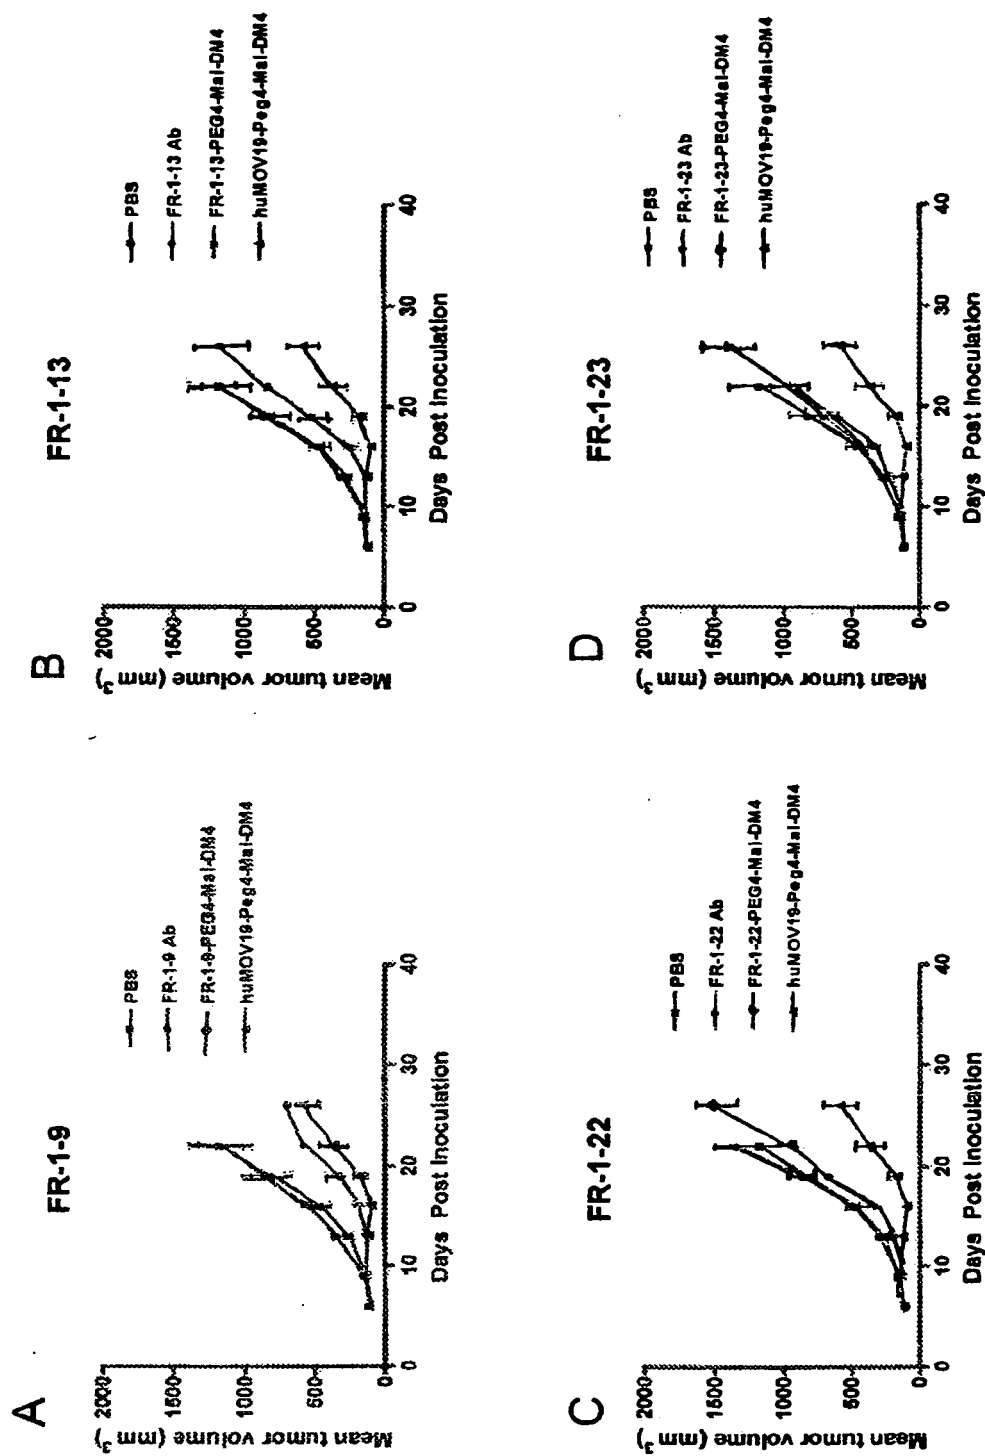 A
FR-1-9
Mean tumor volume (mm3)
2000
1500
1000
500
0
0
10
20
30
40
Days Post Inoculation
PBS
FR-1-9 Ab
FR-1-9-PEG4-Mal-DM4
huMOV19-Peg4-Mal-DM4
B
FR-1-13
Mean tumor volume (mm3)
2000
1500
1000
500
0
0
10
20
30
40
Days Post Inoculation
PBS
FR-1-13 Ab
FR-1-13-PEG4-Mal-DM4
huMOV19-Peg4-Mal-DM4
C
FR-1-22
Mean tumor volume (mm3)
2000
1500
1000
500
0
0
10
20
30
40
Days Post Inoculation
PBS
FR-1-22 Ab
FR-1-22-PEG4-Mal-DM4
huMOV19-Peg4-Mal-DM4
D
FR-1-23
Mean tumor volume (mm3)
2000
1500
1000
500
0
0
10
20
30
40
Days Post Inoculation
PBS
FR-1-23 Ab
FR-1-23-PEG4-Mal-DM4
huMOV19-Peg4-Mal-DM4